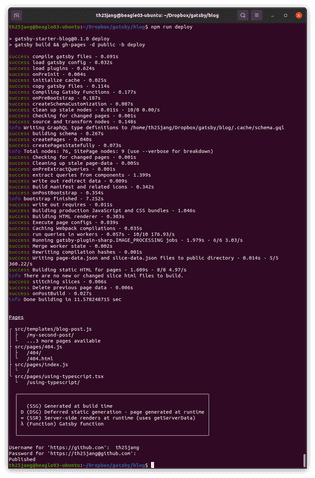 th25jang@beagle03-ubuntu: ~/Dropbox/gatsby/blog
th25jang@beagle03-ubuntu:~/Dropbox/gatsby/blog$ npm run deploy
> gatsby-starter-blog@0.1.0 deploy
> gatsby build && gh-pages -d public -b deploy
success compile gatsby files - 0.691s
success load gatsby config - 0.032s
success load plugins - 0.624s
success onPreInit - 0.004s
success initialize cache - 0.025s
success copy gatsby files - 0.114s
success Compiling Gatsby Functions - 0.177s
success onPreBootstrap - 0.187s
success createSchemaCustomization - 0.007s
success Clean up stale nodes - 0.011s - 10/0 0.00/s
success Checking for changed pages - 0.001s
success source and transform nodes - 0.140s
info Writing GraphQL type definitions to /home/th25jang/Dropbox/gatsby/blog/.cache/schema.gql
success building schema - 0.267s
success createPages - 0.040s
success createPagesStatefully - 0.073s
info Total nodes: 76, SitePage nodes: 9 (use --verbose for breakdown)
success Checking for changed pages - 0.001s
success Cleaning up stale page-data - 0.005s
success onPreExtractQueries - 0.001s
success extract queries from components - 1.399s
success write out redirect data - 0.009s
success Build manifest and related icons - 0.342s
success onPostBootstrap - 0.354s
info bootstrap finished - 7.252s
success write out requires - 0.011s
success Building production JavaScript and CSS bundles - 1.046s
success Building HTML renderer - 0.303s
success Execute page configs - 0.039s
success Caching Webpack compilations - 0.035s
success run queries in workers - 0.057s - 10/10 176.93/s
success Running gatsby-plugin-sharp.IMAGE_PROCESSING jobs - 1.979s - 6/6 3.03/s
success Merge worker state - 0.002s
success Rewriting compilation hashes - 0.001s
success Writing page-data.json and slice-data.json files to public directory - 0.014s - 5/5
360.22/s
success Building static HTML for pages - 1.609s - 8/8 4.97/s
info There are no new or changed slice html files to build.
success stitching slices - 0.006s
success Delete previous page data - 0.006s
success onPostBuild - 0.027s
info Done building in 11.578240715 sec
Pages
src/templates/blog-post.js
/my-second-post/
...3 more pages available
src/pages/404.js
/404/
/404.html
src/pages/index.js
/
src/pages/using-typescript.tsx
/using-typescript/
(SSG) Generated at build time
D (DSG) Deferred static generation - page generated at runtime
∞ (SSR) Server-side renders at runtime (uses getServerData)
λ (Function) Gatsby function
Username for 'https://github.com': th25jang
Password for 'https://th25jang@github.com':
Published
th25jang@beagle03-ubuntu:~/Dropbox/gatsby/blog$